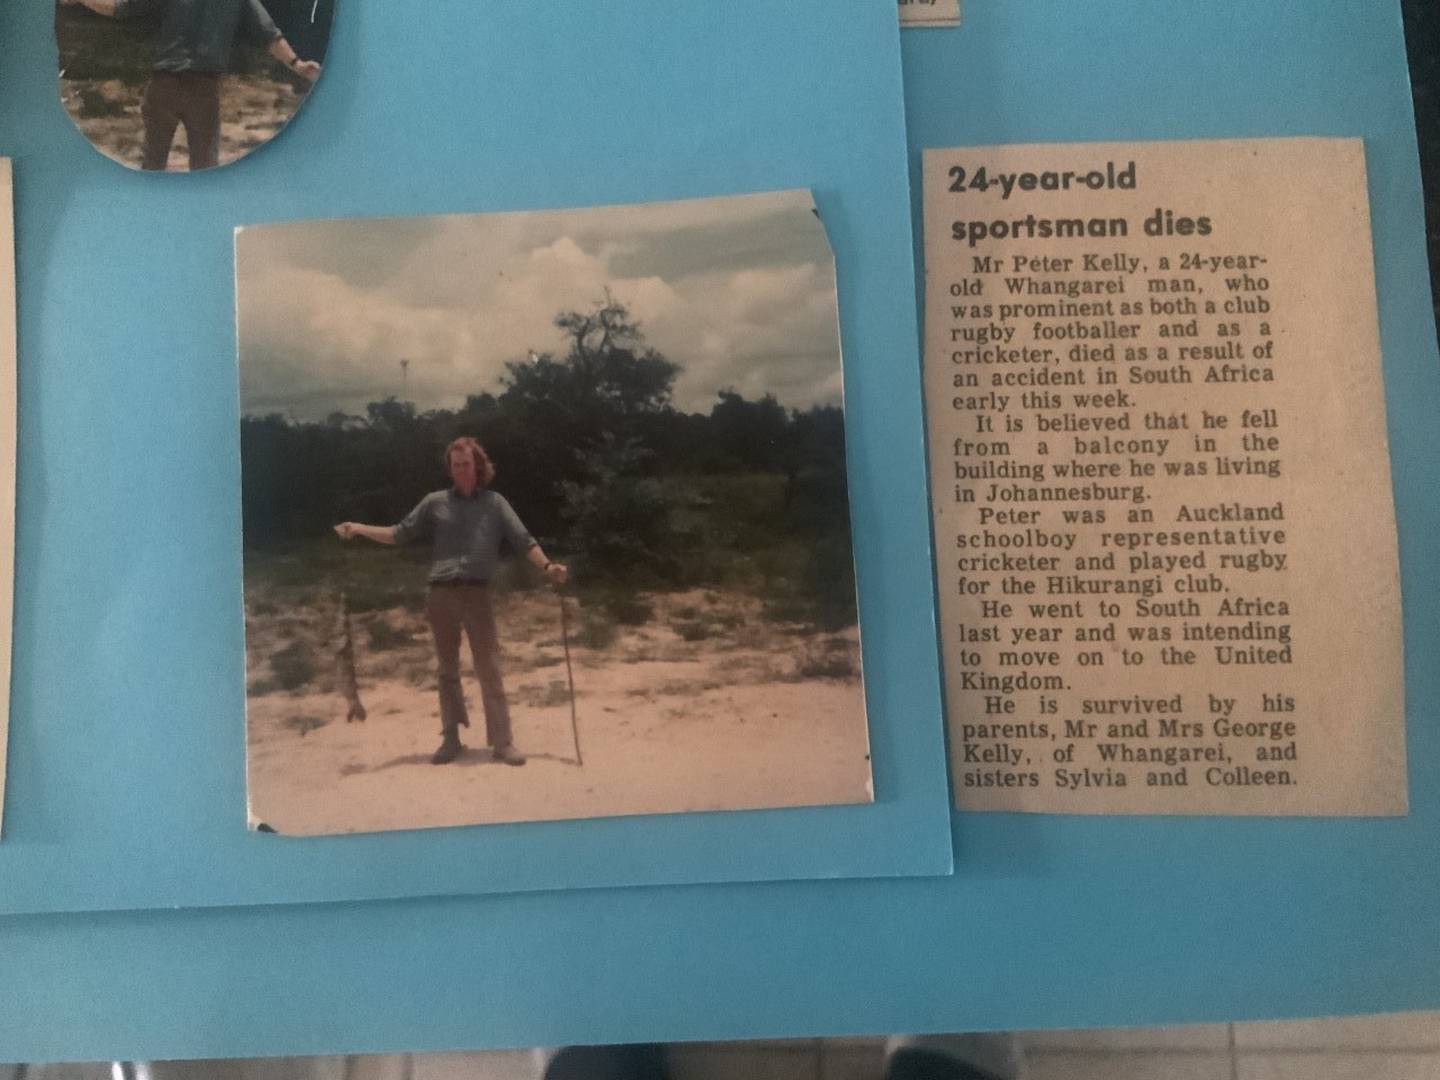 24-year-old
sportsman dies
Mr Peter Kelly, a 24-year-
old Whangarei man, who
was prominent as both a club
rugby footballer and as a
cricketer, died as a result of
an accident in South Africa
early this week.
It is believed that he fell
from a balcony in the
building where he was living
in Johannesburg.
Peter was an Auckland
schoolboy representative
cricketer and played rugby
for the Hikurangi club.
He went to South Africa
last year and was intending
to move on to the United
Kingdom.
He is survived by his
parents, Mr and Mrs George
Kelly, of Whangarei, and
sisters Sylvia and Colleen.